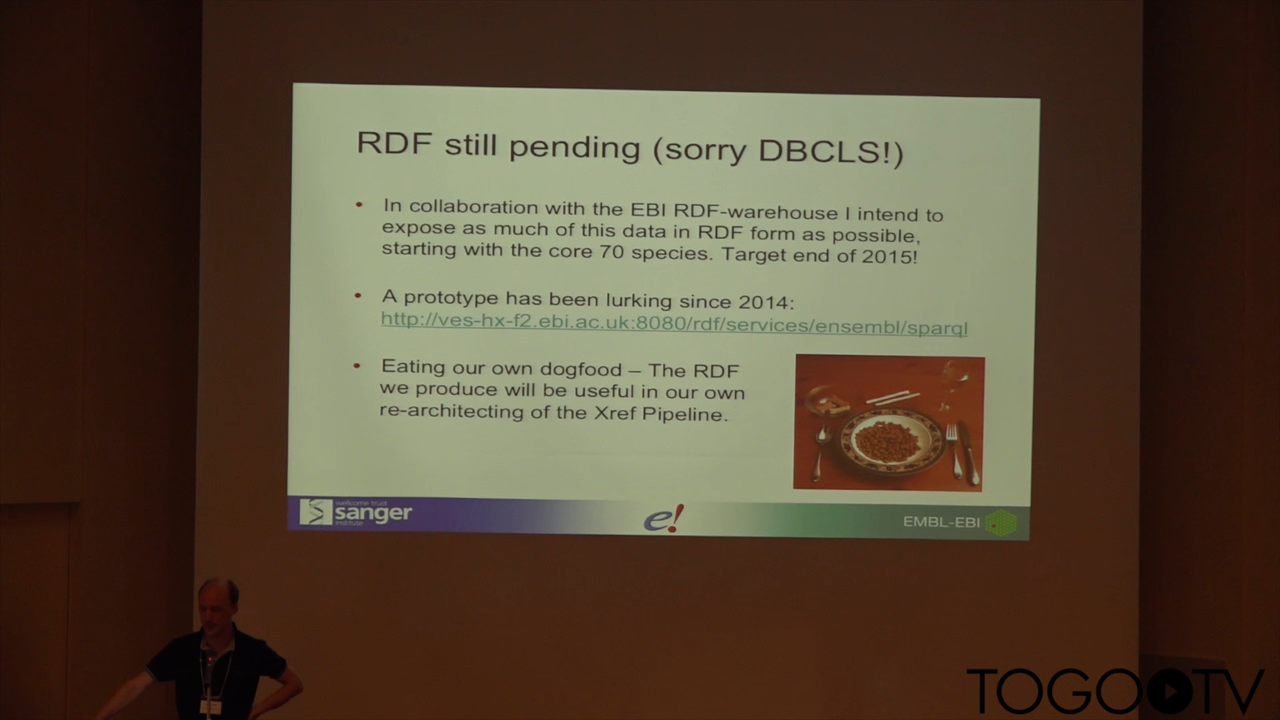 RDF still pending (sorry DBCLS!)
• In collaboration with the EBI RDF-warehouse I intend to
expose as much of this data in RDF form as possible,
starting with the core 70 species. Target end of 2015!
• A prototype has been lurking since 2014:
http://ves-hx-f2.ebi.ac.uk:8080/rdf/services/ensembl/sparql
• Eating our own dogfood – The RDF
we produce will be useful in our own
re-architecting of the Xref Pipeline.
wellcome trust
sanger
institute
e!
EMBL-EBI
TOGOTV